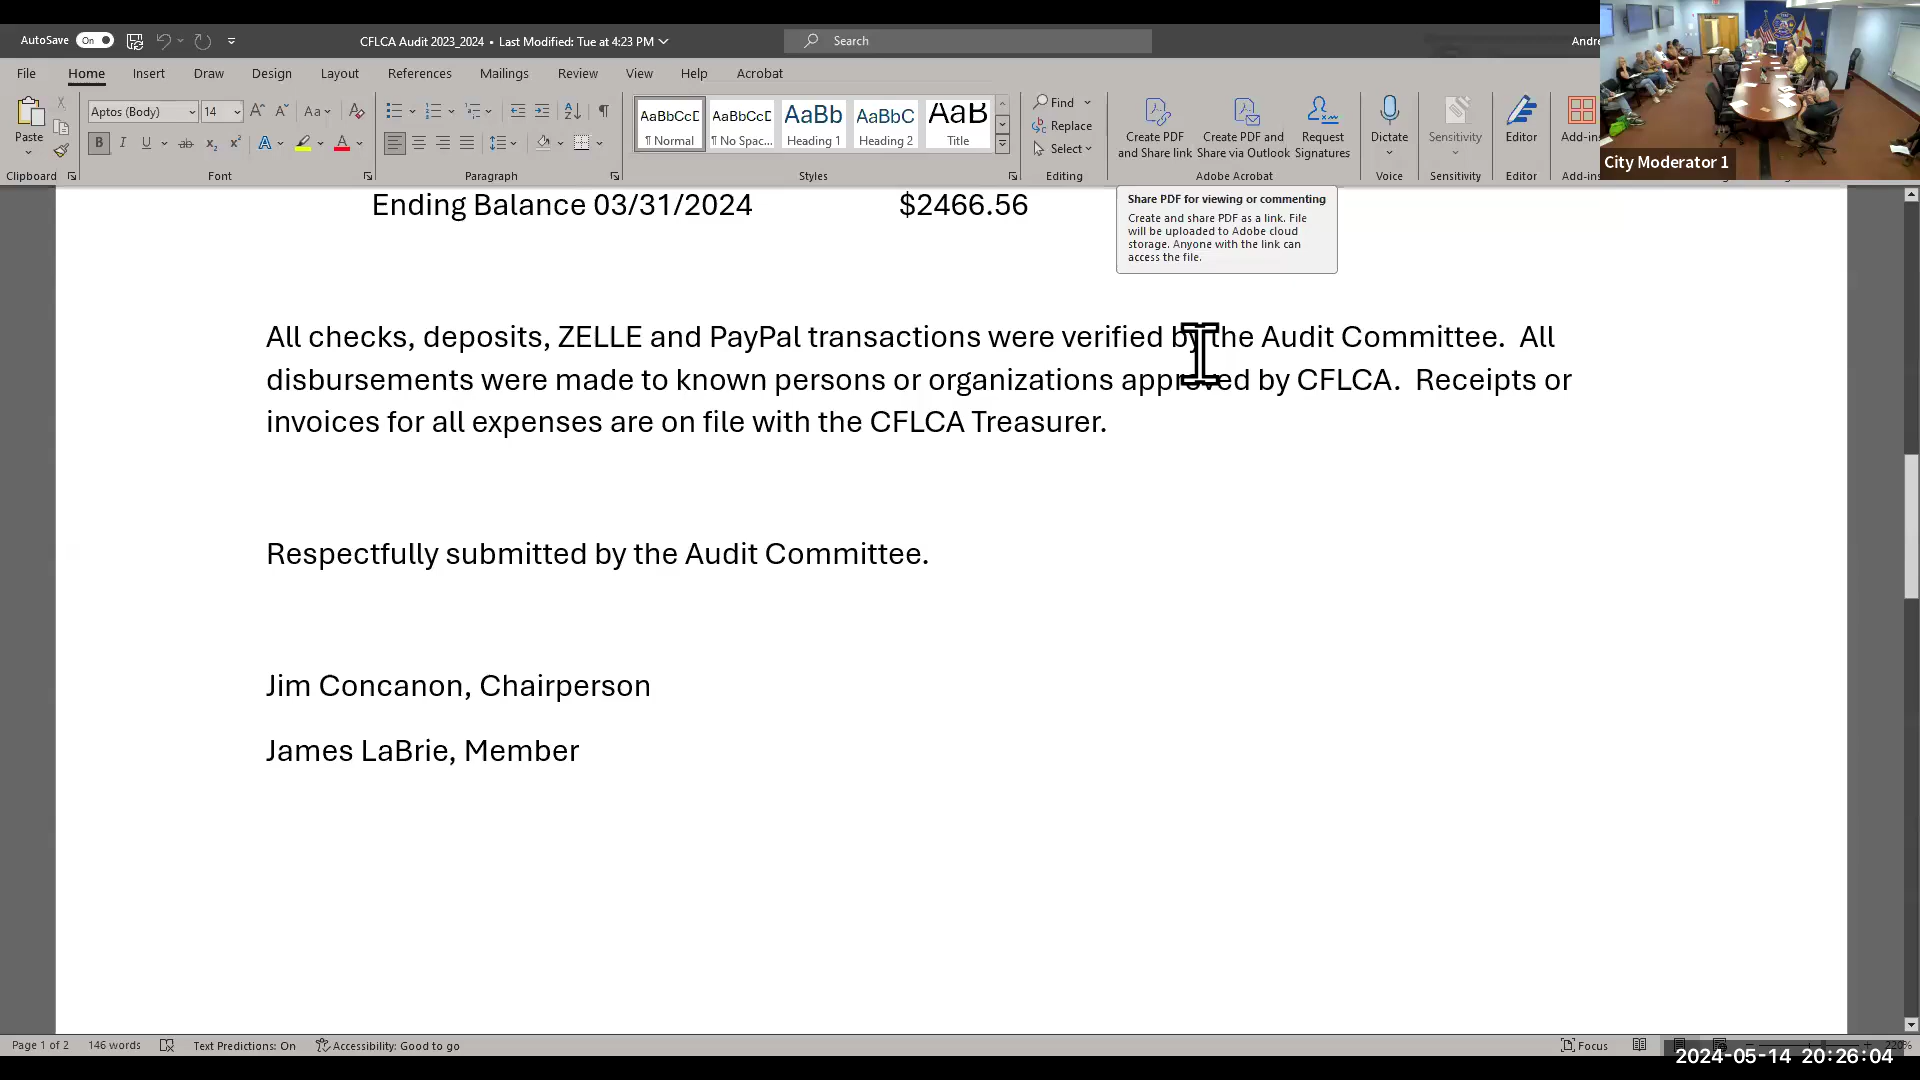 AutoSave On CFLCA Audit 2023_2024 • Last Modified: Tue at 4:23 PM Search Andre
File Home Insert Draw Design Layout References Mailings Review View Help Acrobat
Paste
Clipboard
Aptos (Body) 14
Font
Paragraph
AaBbCcD AaBbCcD AaBb AaBbC AaB
¶ Normal ¶ No Spac... Heading 1 Heading 2 Title
Styles
Find
Replace
Select
Editing
Create PDF and Share link
Create PDF and Share via Outlook
Request Signatures
Adobe Acrobat
Dictate
Voice
Sensitivity
Sensitivity
Editor
Editor
Add-ins
Add-ins
City Moderator 1
Share PDF for viewing or commenting
Create and share PDF as a link. File
will be uploaded to Adobe cloud
storage. Anyone with the link can
access the file.
Ending Balance 03/31/2024 $2466.56
All checks, deposits, ZELLE and PayPal transactions were verified by the Audit Committee. All
disbursements were made to known persons or organizations approved by CFLCA. Receipts or
invoices for all expenses are on file with the CFLCA Treasurer.
Respectfully submitted by the Audit Committee.
Jim Concanon, Chairperson
James LaBrie, Member
Page 1 of 2 146 words Text Predictions: On Accessibility: Good to go Focus 220%
2024-05-14 20:26:04